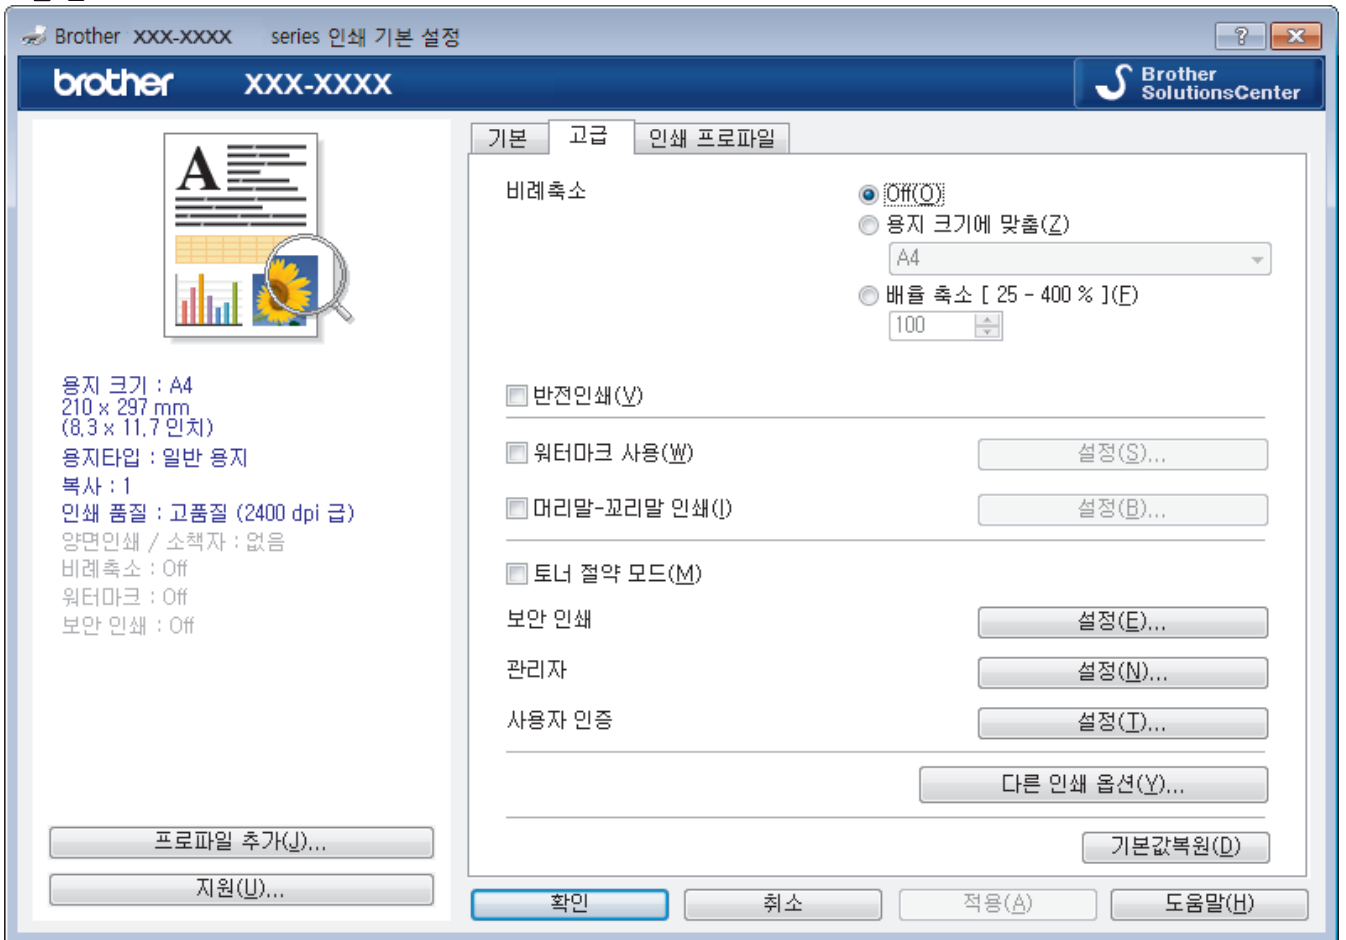 Brother XXX-XXXX series 인쇄 기본 설정
brother XXX-XXXX
Brother
SolutionsCenter
A
용지 크기 : A4
210 x 297 mm
(8,3 x 11,7 인치)
용지타입 : 일반 용지
복사 : 1
인쇄 품질 : 고품질 (2400 dpi 급)
양면인쇄 / 소책자 : 없음
비례축소 : Off
워터마크 : Off
보안 인쇄 : Off
프로파일 추가(J)...
지원(U)...
기본 고급 인쇄 프로파일
비례축소
Off(O)
용지 크기에 맞춤(Z)
A4
배율 축소 [ 25 - 400 % ](F)
100
반전인쇄(V)
워터마크 사용(W) 설정(S)...
머리말-꼬리말 인쇄(I) 설정(B)...
토너 절약 모드(M)
보안 인쇄 설정(E)...
관리자 설정(N)...
사용자 인증 설정(T)...
다른 인쇄 옵션(Y)...
기본값복원(D)
확인 취소 적용(A) 도움말(H)